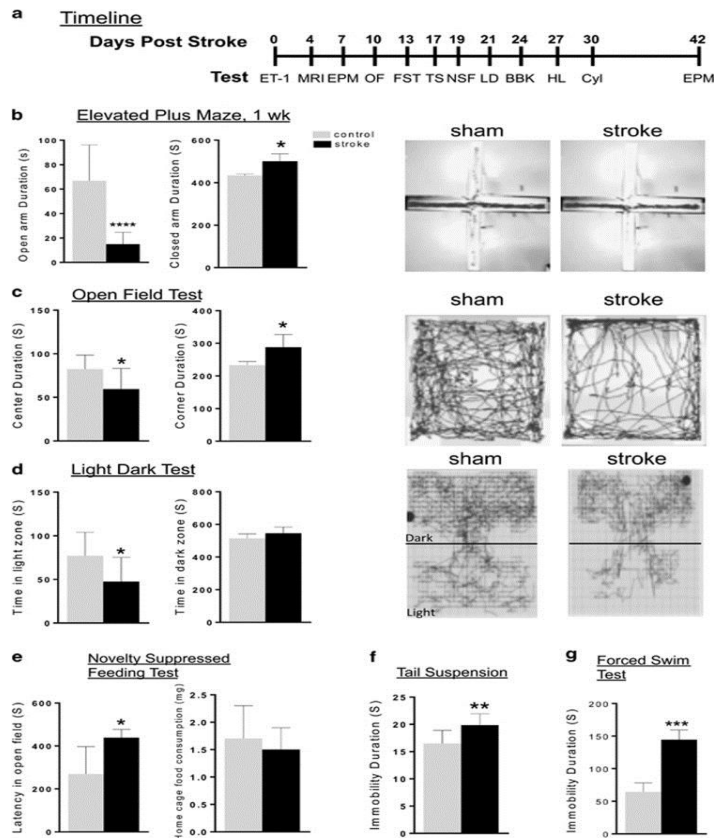 a
Timeline
Days Post Stroke 0 4 7 10 13 17 19 21 24 27 30 42
Test ET-1 MRI EPM OF FST TS NSF LD BBK HL Cyl EPM
b
Elevated Plus Maze, 1 wk
control
stroke
Open arm Duration (s)
100
80
60
40
20
0
****
Closed arm Duration (S)
600
400
200
0
*
sham
stroke
c
Open Field Test
Center Duration (S)
150
100
50
0
*
Corner Duration (S)
400
300
200
100
0
*
sham
stroke
d
Light Dark Test
Time in light zone (S)
150
100
50
0
*
Time in dark zone (S)
800
600
400
200
0
sham
stroke
Dark
Light
e
Novelty Suppressed
Feeding Test
Latency in open field (S)
600
400
200
0
*
Home cage food consumption (mg)
2.5
2.0
1.5
1.0
0.5
0.0
f
Tail Suspension
Immobility Duration (S)
25
20
15
10
5
0
**
g
Forced Swim
Test
Immobility Duration (S)
200
150
100
50
0
***